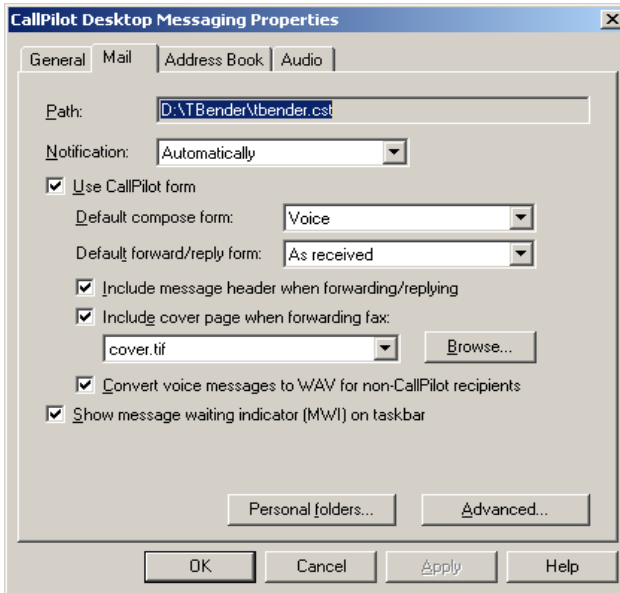 CallPilot Desktop Messaging Properties
General Mail Address Book Audio
Path: D:\TBender\tbender.cst
Notification: Automatically
Use CallPilot form
Default compose form: Voice
Default forward/reply form: As received
Include message header when forwarding/replying
Include cover page when forwarding fax:
cover.tif Browse...
Convert voice messages to WAV for non-CallPilot recipients
Show message waiting indicator (MWI) on taskbar
Personal folders... Advanced...
OK Cancel Apply Help